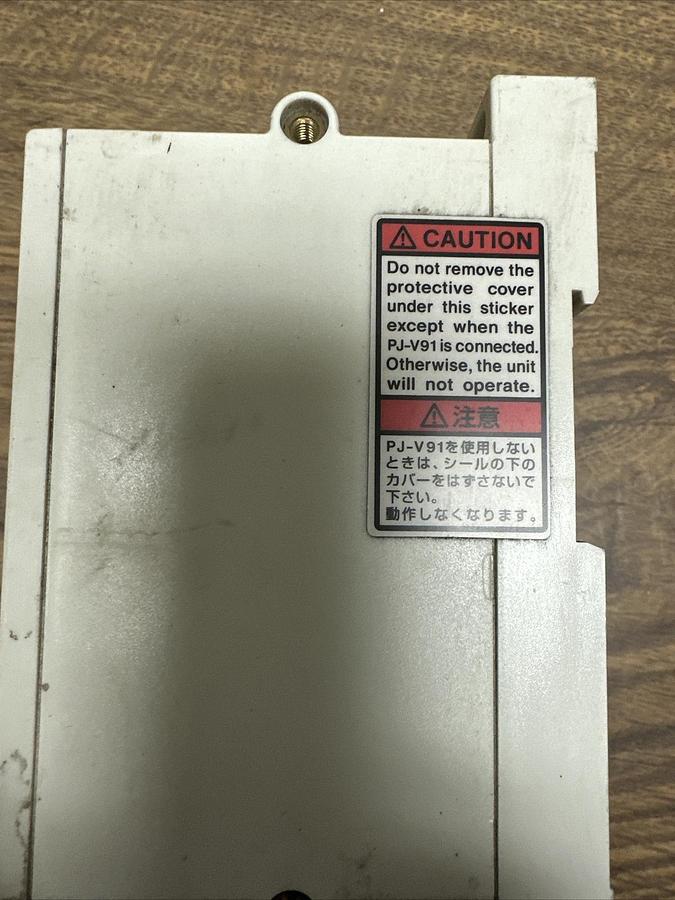 ⚠ CAUTION
Do not remove the
protective cover
under this sticker
except when the
PJ-V91 is connected.
Otherwise, the unit
will not operate.
⚠ 注意
PJ-V91を使用しない
ときは、シールの下の
カバーをはずさないで
下さい。
動作しなくなります。